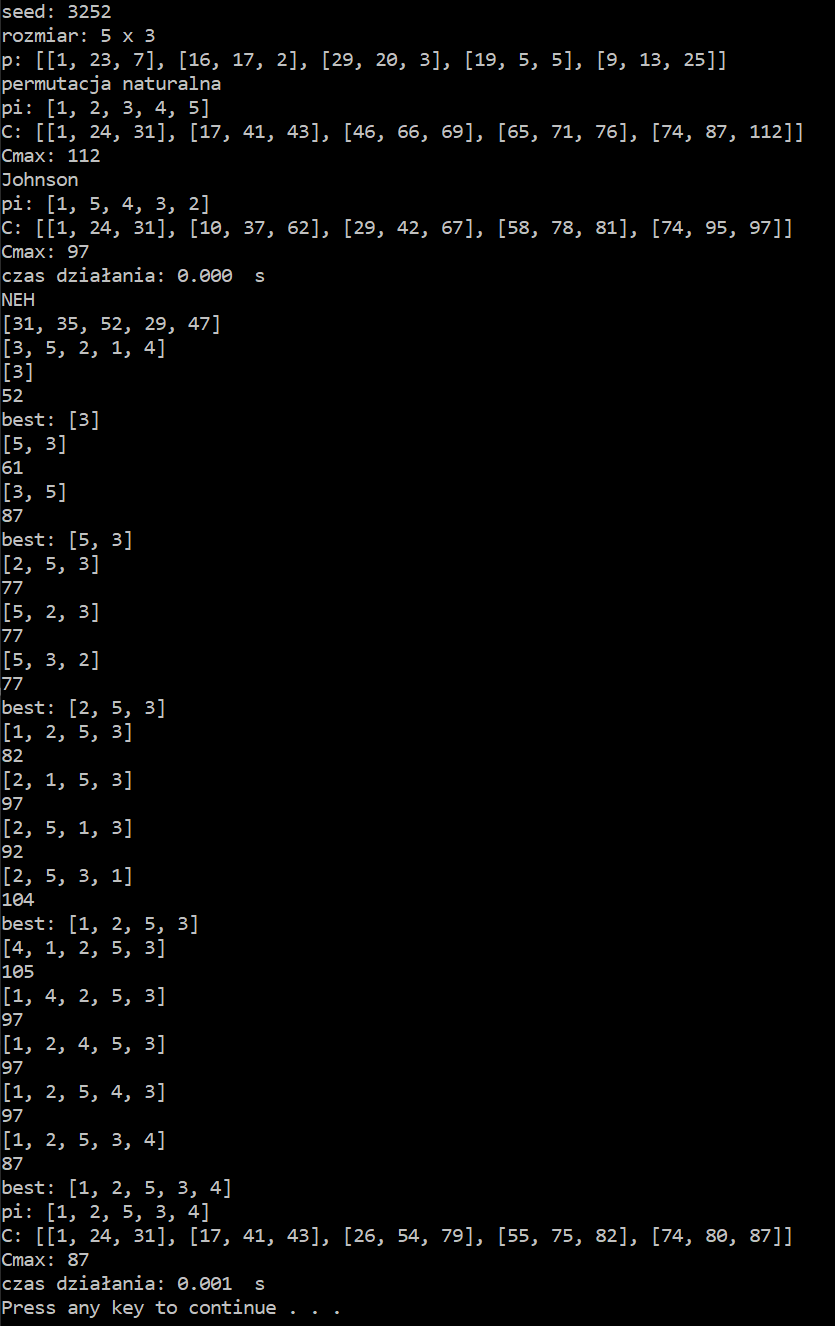 seed: 3252
rozmiar: 5 x 3
p: [[1, 23, 7], [16, 17, 2], [29, 20, 3], [19, 5, 5], [9, 13, 25]]
permutacja naturalna
pi: [1, 2, 3, 4, 5]
C: [[1, 24, 31], [17, 41, 43], [46, 66, 69], [65, 71, 76], [74, 87, 112]]
Cmax: 112
Johnson
pi: [1, 5, 4, 3, 2]
C: [[1, 24, 31], [10, 37, 62], [29, 42, 67], [58, 78, 81], [74, 95, 97]]
Cmax: 97
czas działania: 0.000  s
NEH
[31, 35, 52, 29, 47]
[3, 5, 2, 1, 4]
[3]
52
best: [3]
[5, 3]
61
[3, 5]
87
best: [5, 3]
[2, 5, 3]
77
[5, 2, 3]
77
[5, 3, 2]
77
best: [2, 5, 3]
[1, 2, 5, 3]
82
[2, 1, 5, 3]
97
[2, 5, 1, 3]
92
[2, 5, 3, 1]
104
best: [1, 2, 5, 3]
[4, 1, 2, 5, 3]
105
[1, 4, 2, 5, 3]
97
[1, 2, 4, 5, 3]
97
[1, 2, 5, 4, 3]
97
[1, 2, 5, 3, 4]
87
best: [1, 2, 5, 3, 4]
pi: [1, 2, 5, 3, 4]
C: [[1, 24, 31], [17, 41, 43], [26, 54, 79], [55, 75, 82], [74, 80, 87]]
Cmax: 87
czas działania: 0.001  s
Press any key to continue . . .